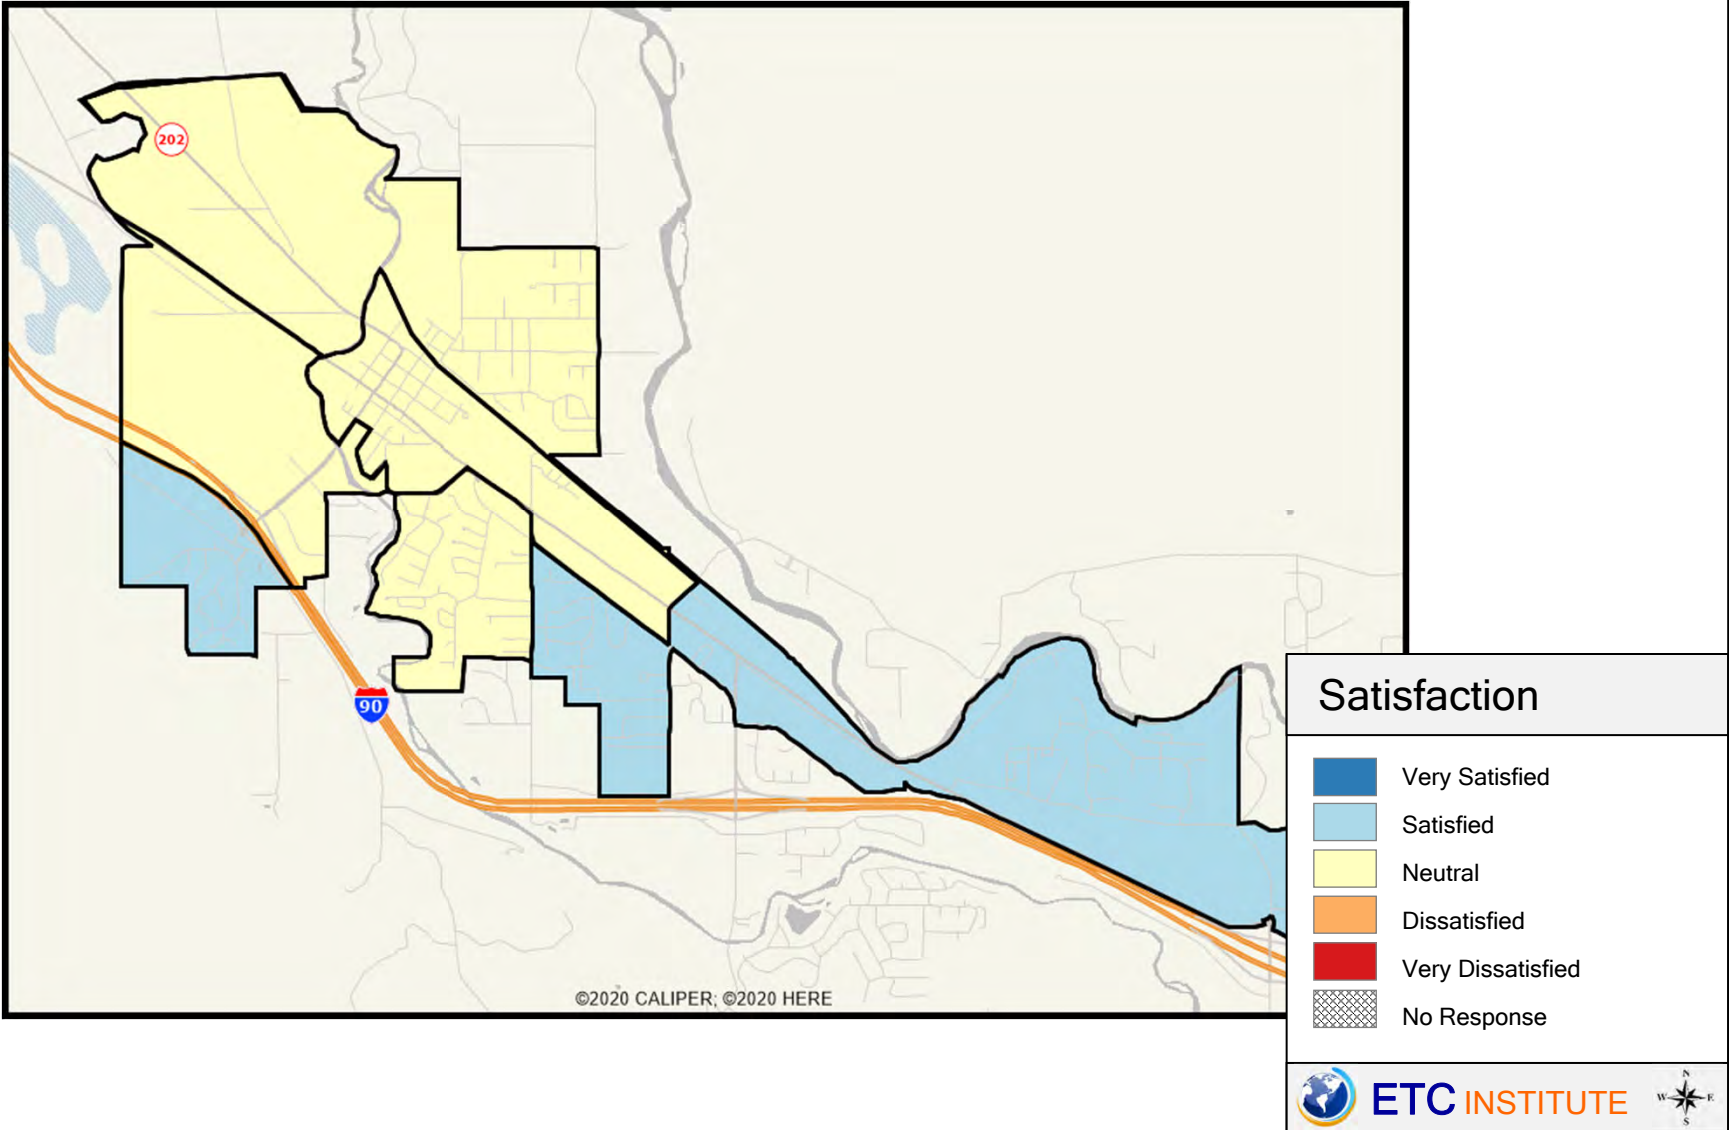 202
90
©2020 CALIPER; ©2020 HERE
Satisfaction
Very Satisfied
Satisfied
Neutral
Dissatisfied
Very Dissatisfied
No Response
ETC INSTITUTE
N
W E
S